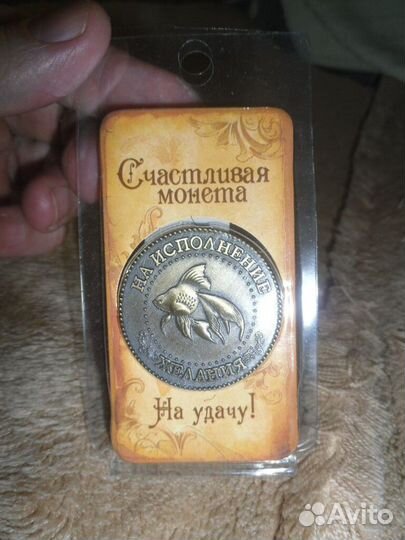 Счастливая
монета
НА ИСПОЛНЕНИЕ
ЖЕЛАНИЯ
На удачу!
Avito